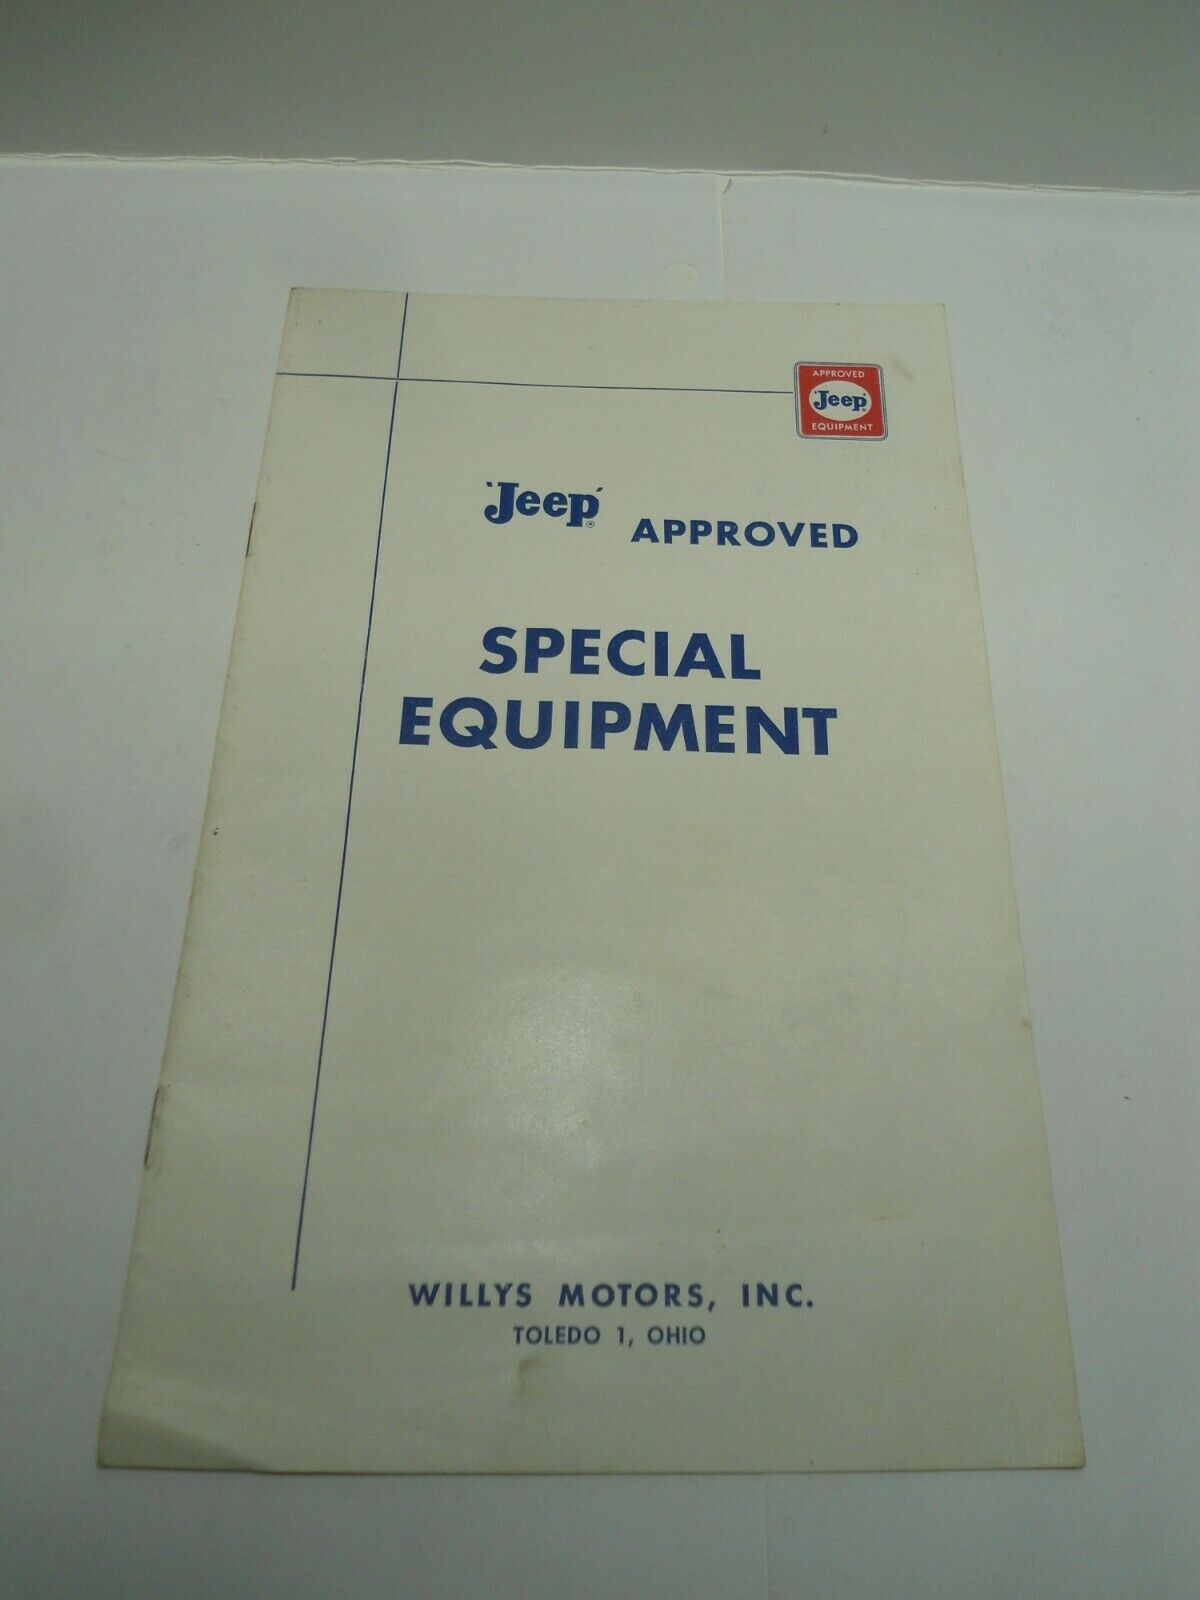 APPROVED
'Jeep'®
EQUIPMENT
'Jeep'® APPROVED
SPECIAL
EQUIPMENT
WILLYS MOTORS, INC.
TOLEDO 1, OHIO